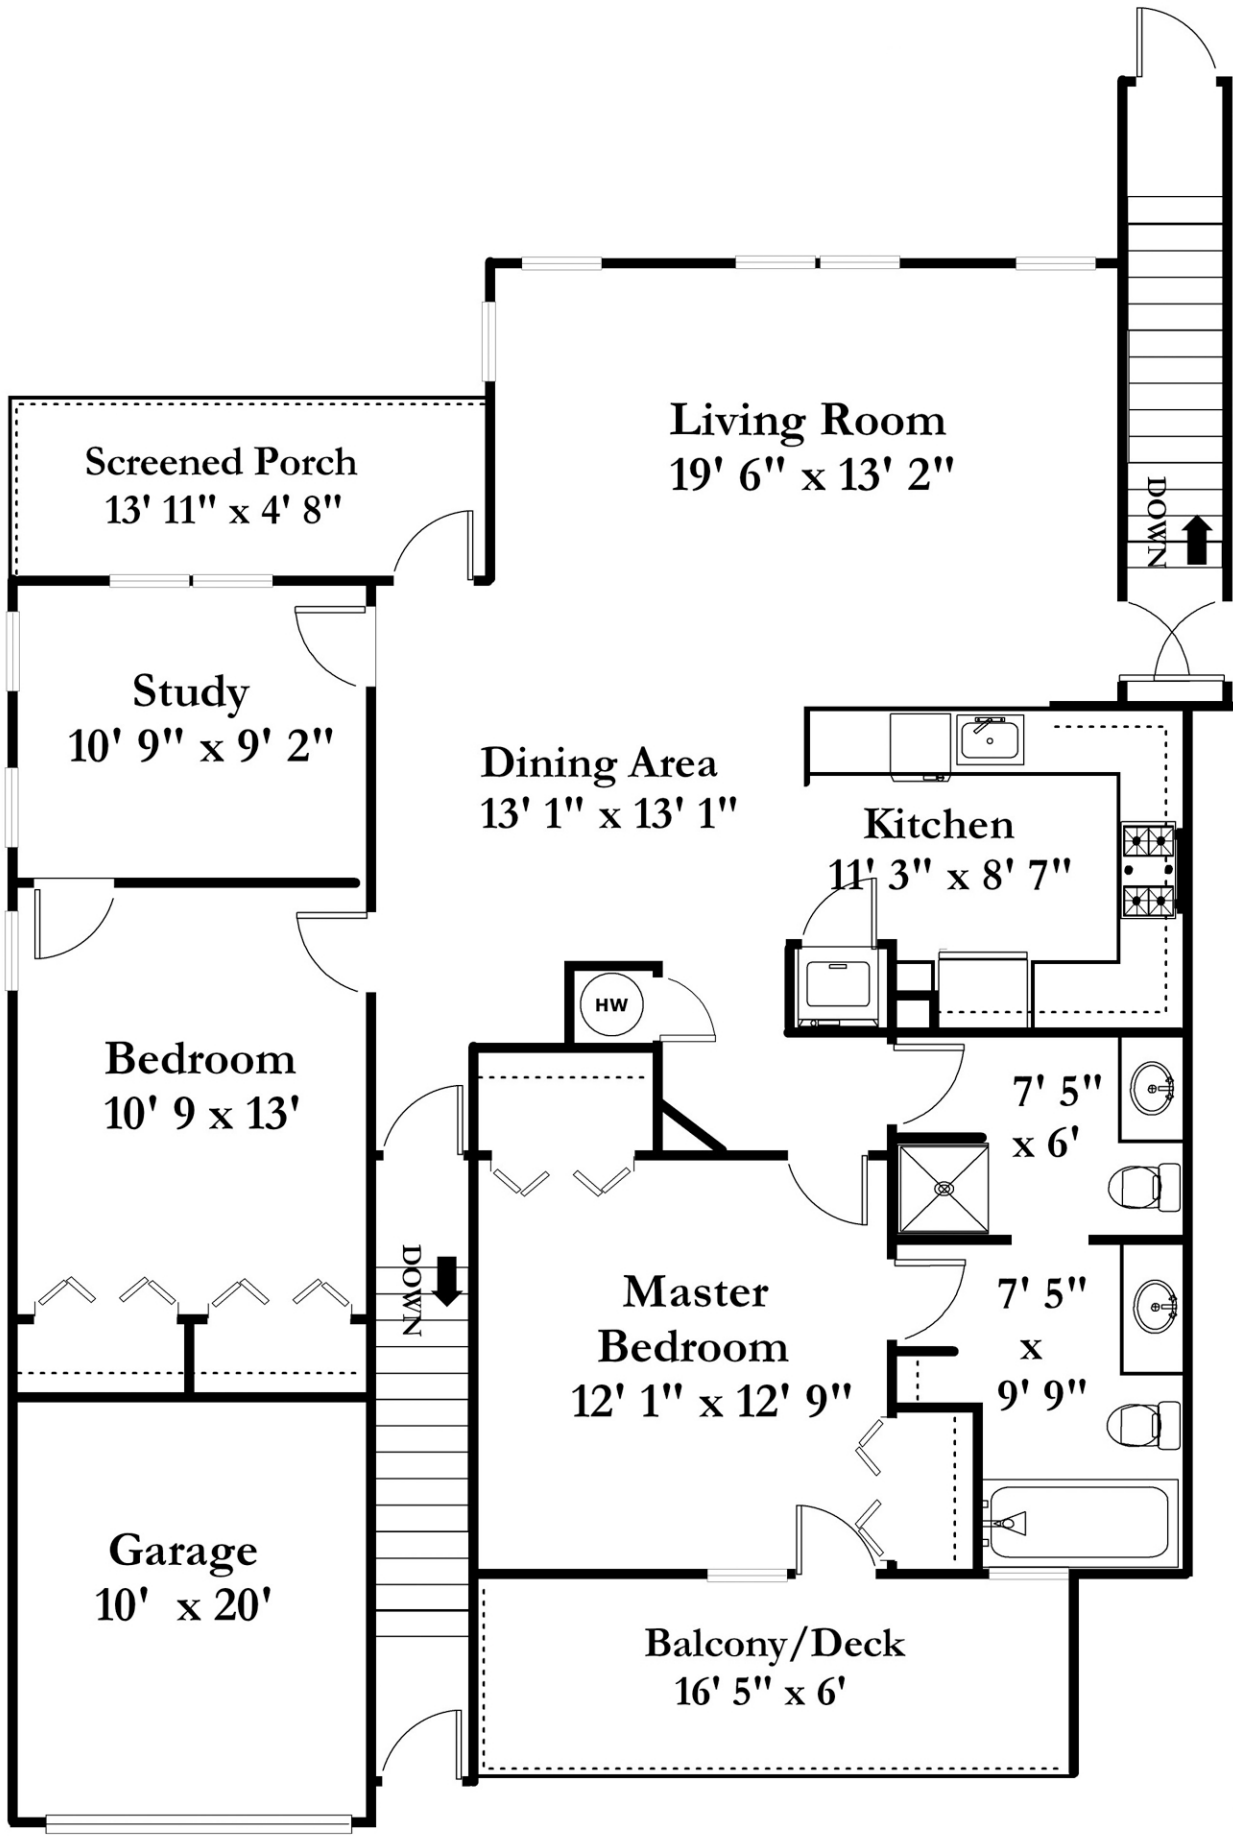 Living Room
19' 6" x 13' 2"
Screened Porch
13' 11" x 4' 8"
DOWN
Study
10' 9" x 9' 2"
Dining Area
13' 1" x 13' 1"
Kitchen
11' 3" x 8' 7"
HW
Bedroom
10' 9 x 13'
7' 5"
x 6'
DOWN
Master
Bedroom
12' 1" x 12' 9"
7' 5"
x
9' 9"
Garage
10' x 20'
Balcony/Deck
16' 5" x 6'